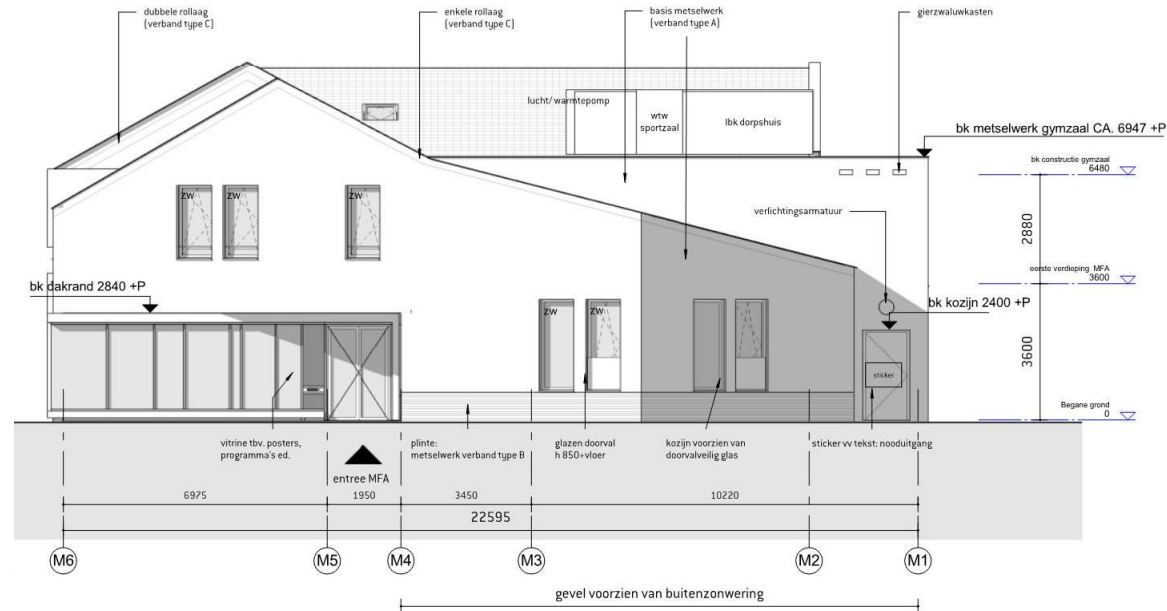 dubbele rollaag
(verband type C)
enkele rollaag
(verband type C)
basis metselwerk
(verband type A)
gierzwaluwkasten
lucht/warmtepomp
wtw
sportzaal
lbk dorpshuis
bk metselwerk gymzaal CA. 6947 +P
bk constructie gymzaal
6480
zw
zw
zw
verlichtingsarmatuur
2880
eerste verdieping MFA
3600
bk dakrand 2840 +P
bk kozijn 2400 +P
zw
zw
3600
sticker
Begane grond
0
vitrine tbv. posters,
programma's ed.
plinte:
metselwerk verband type B
glazen doorval
h 850+vloer
kozijn voorzien van
doorvalveilig glas
sticker vv tekst: nooduitgang
entree MFA
6975
1950
3450
10220
22595
M6
M5
M4
M3
M2
M1
gevel voorzien van buitenzonwering